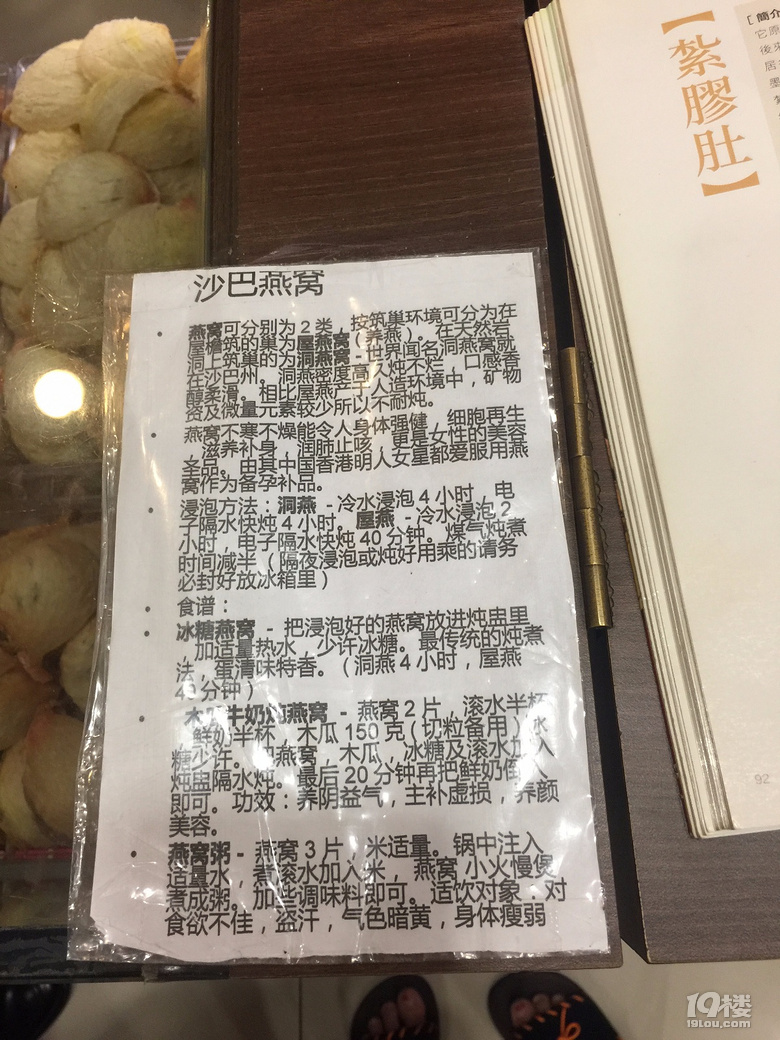 沙巴燕窝
• 燕窝可分别为2类，按筑巢环境可分为在
屋檐筑的巢为屋燕窝（养燕）。在天然岩
洞上筑巢的为洞燕窝-世界闻名洞燕窝就
在沙巴州。洞燕密度高久炖不烂，口感香
醇柔滑。相比屋燕产于人造环境中，矿物
资及微量元素较少所以不耐炖。
• 燕窝不寒不燥能令人身体强健，细胞再生
，滋养补身，润肺止咳，更是女性的美容
圣品。由其中国香港明人女星都爱服用燕
窝作为备孕补品。
• 浸泡方法：洞燕-冷水浸泡4小时，电
子隔水快炖4小时。屋燕-冷水浸泡2
小时，电子隔水快炖40分钟。煤气炖煮
时间减半（隔夜浸泡或炖好用乘的请务
必封好放冰箱里）
• 食谱：
• 冰糖燕窝 - 把浸泡好的燕窝放进炖盅里
，加适量热水，少许冰糖。最传统的炖煮
法，蛋清味特香。（洞燕4小时，屋燕
40分钟）
• 木瓜牛奶炖燕窝 - 燕窝2片，滚水半杯
，鲜奶半杯，木瓜150克（切粒备用）冰
糖少许。把燕窝，木瓜，冰糖及滚水加入
炖盅隔水炖。最后20分钟再把鲜奶倒入
即可。功效：养阴益气，主补虚损，养颜
美容。
• 燕窝粥 - 燕窝3片，米适量。锅中注入
适量水，煮滚水加入米，燕窝小火慢煲
煮成粥。加些调味料即可。适饮对象：对
食欲不佳，盗汗，气色暗黄，身体瘦弱
【紮膠肚】
[簡介
它原
後來
居
墨
92
19楼
19lou.com